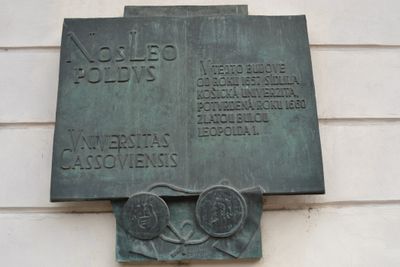 NOS LEO
POLDVS
VNIVERSITAS
CASSOVIENSIS
V TEJTO BUDOVE
OD ROKU 1657 SÍDLILA
KOŠICKÁ UNIVERZITA,
POTVRDENÁ ROKU 1660
ZLATOU BULOU
LEOPOLDA I.